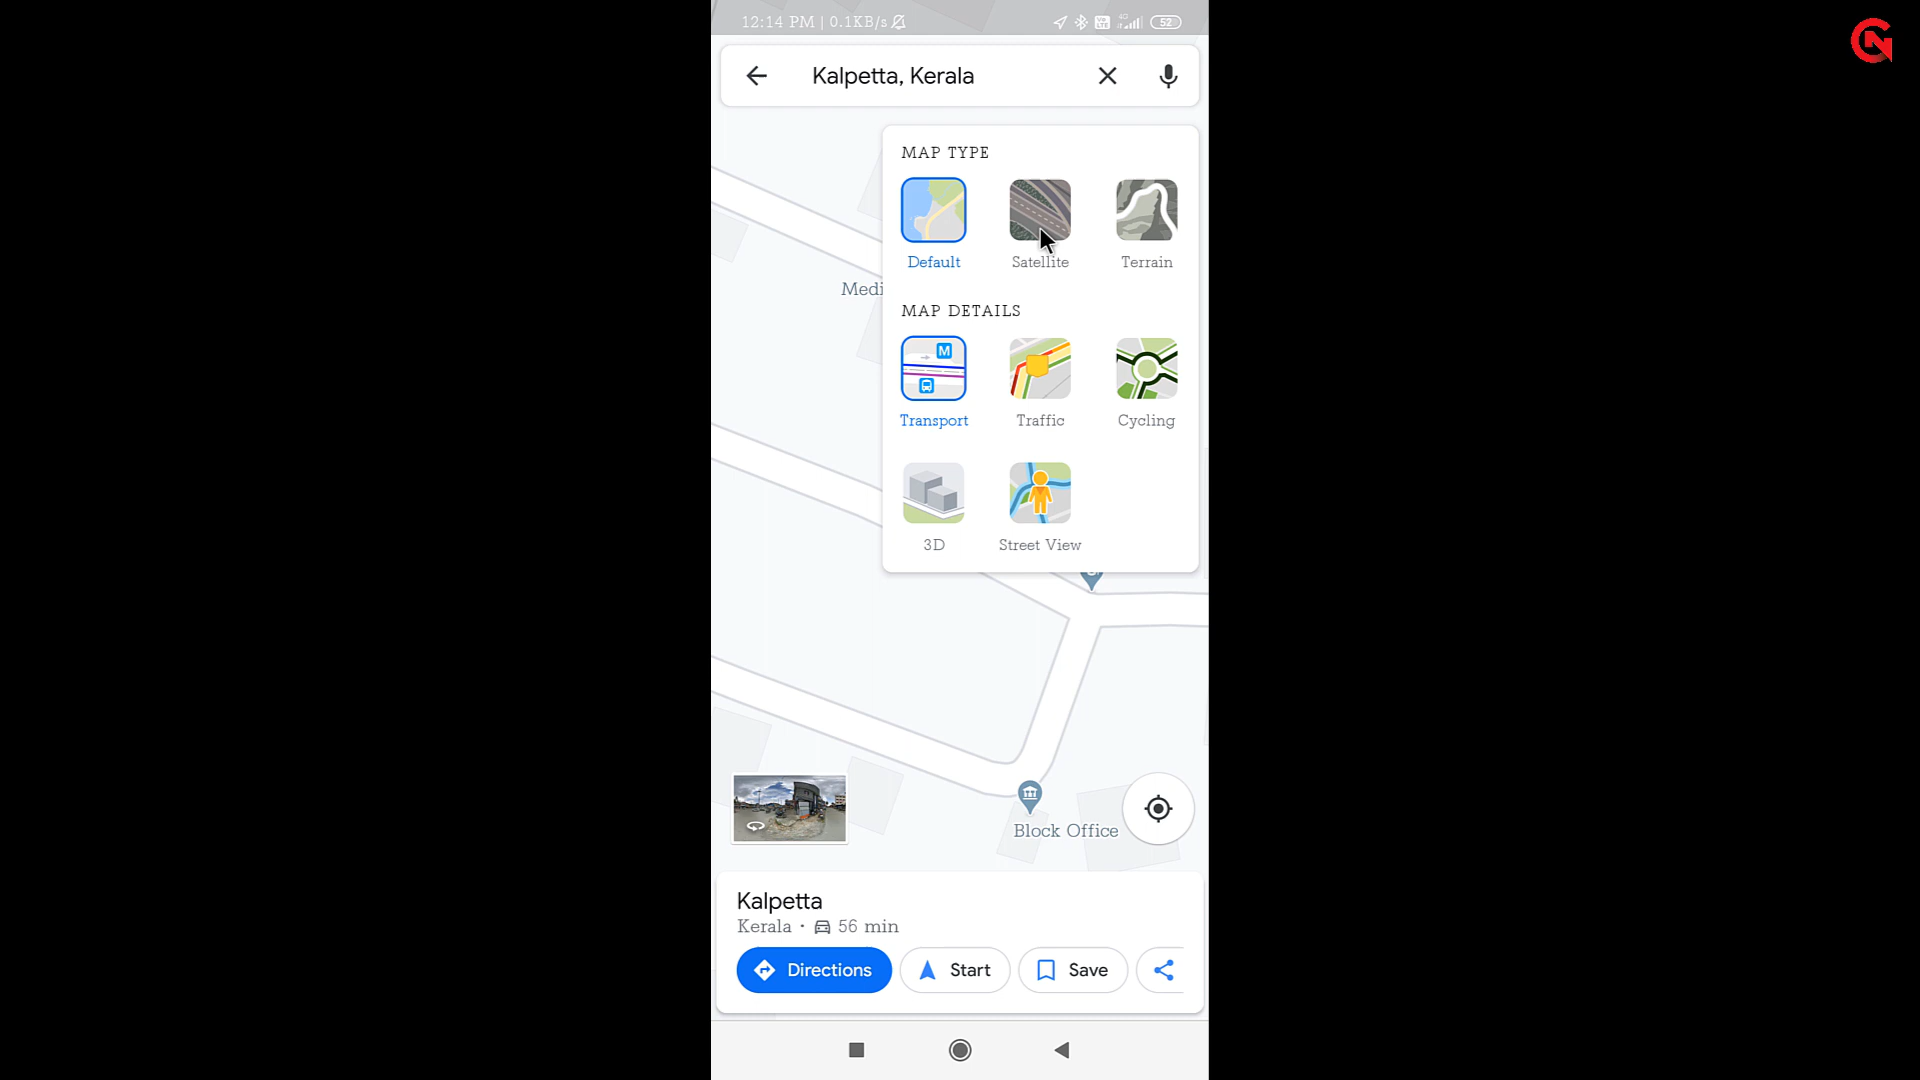 12:14 PM | 0.1KB/s 52
Kalpetta, Kerala
MAP TYPE
Default Satellite Terrain
Medi
MAP DETAILS
M
Transport Traffic Cycling
3D Street View
Block Office
Kalpetta
Kerala · 56 min
Directions Start Save